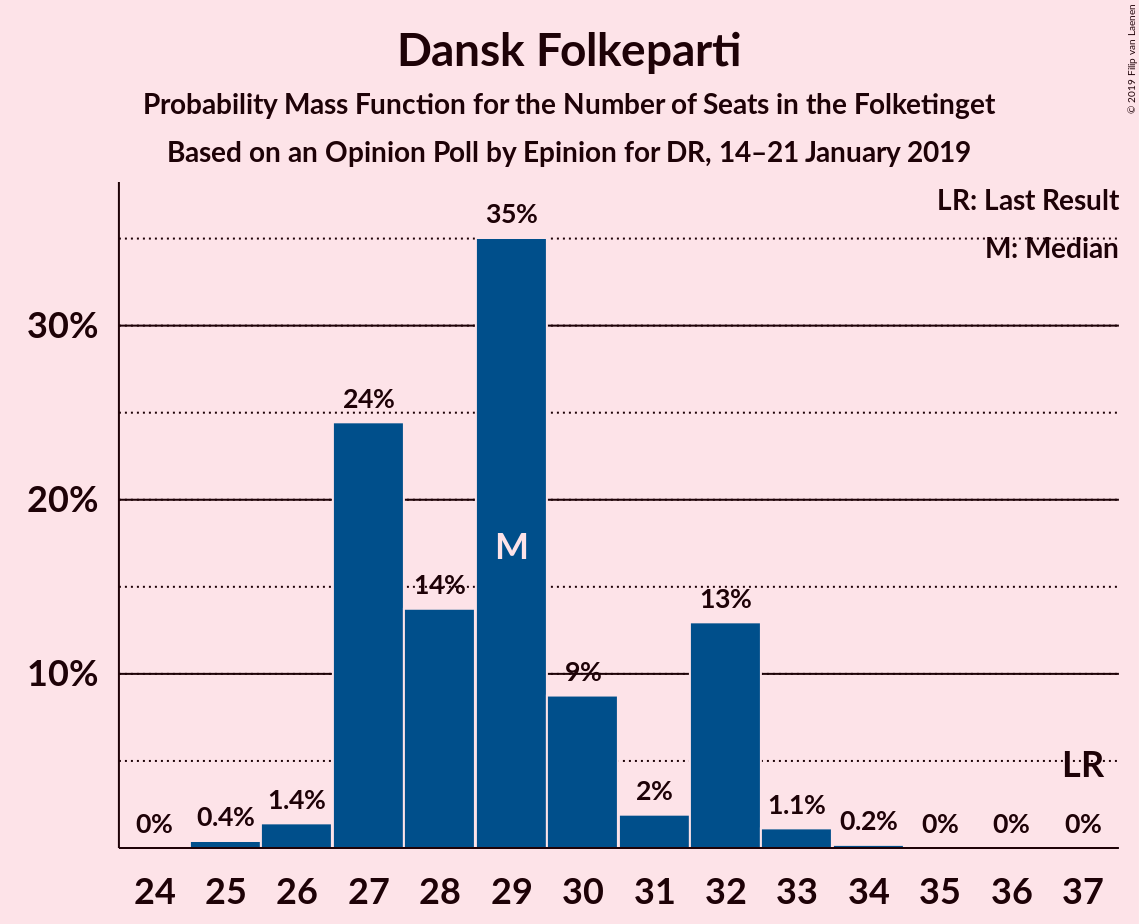 Dansk Folkeparti
Probability Mass Function for the Number of Seats in the Folketinget
Based on an Opinion Poll by Epinion for DR, 14–21 January 2019
© 2019 Filip van Laenen
LR: Last Result
M: Median
35%
30%
24%
20%
M
14%
13%
10%
9%
LR
0%
0.4%
1.4%
2%
1.1%
0.2%
0%
0%
0%
24 25 26 27 28 29 30 31 32 33 34 35 36 37